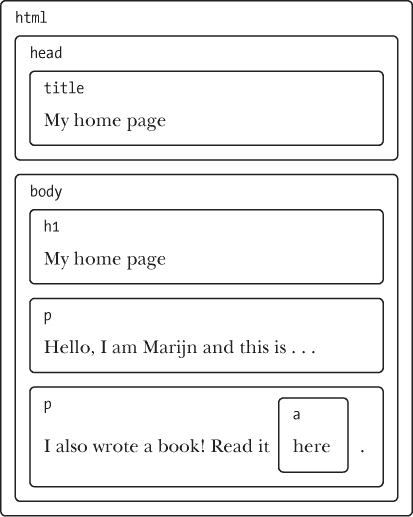 html
head
title
My home page
body
h1
My home page
p
Hello, I am Marijn and this is . . .
p
a
I also wrote a book! Read it here .